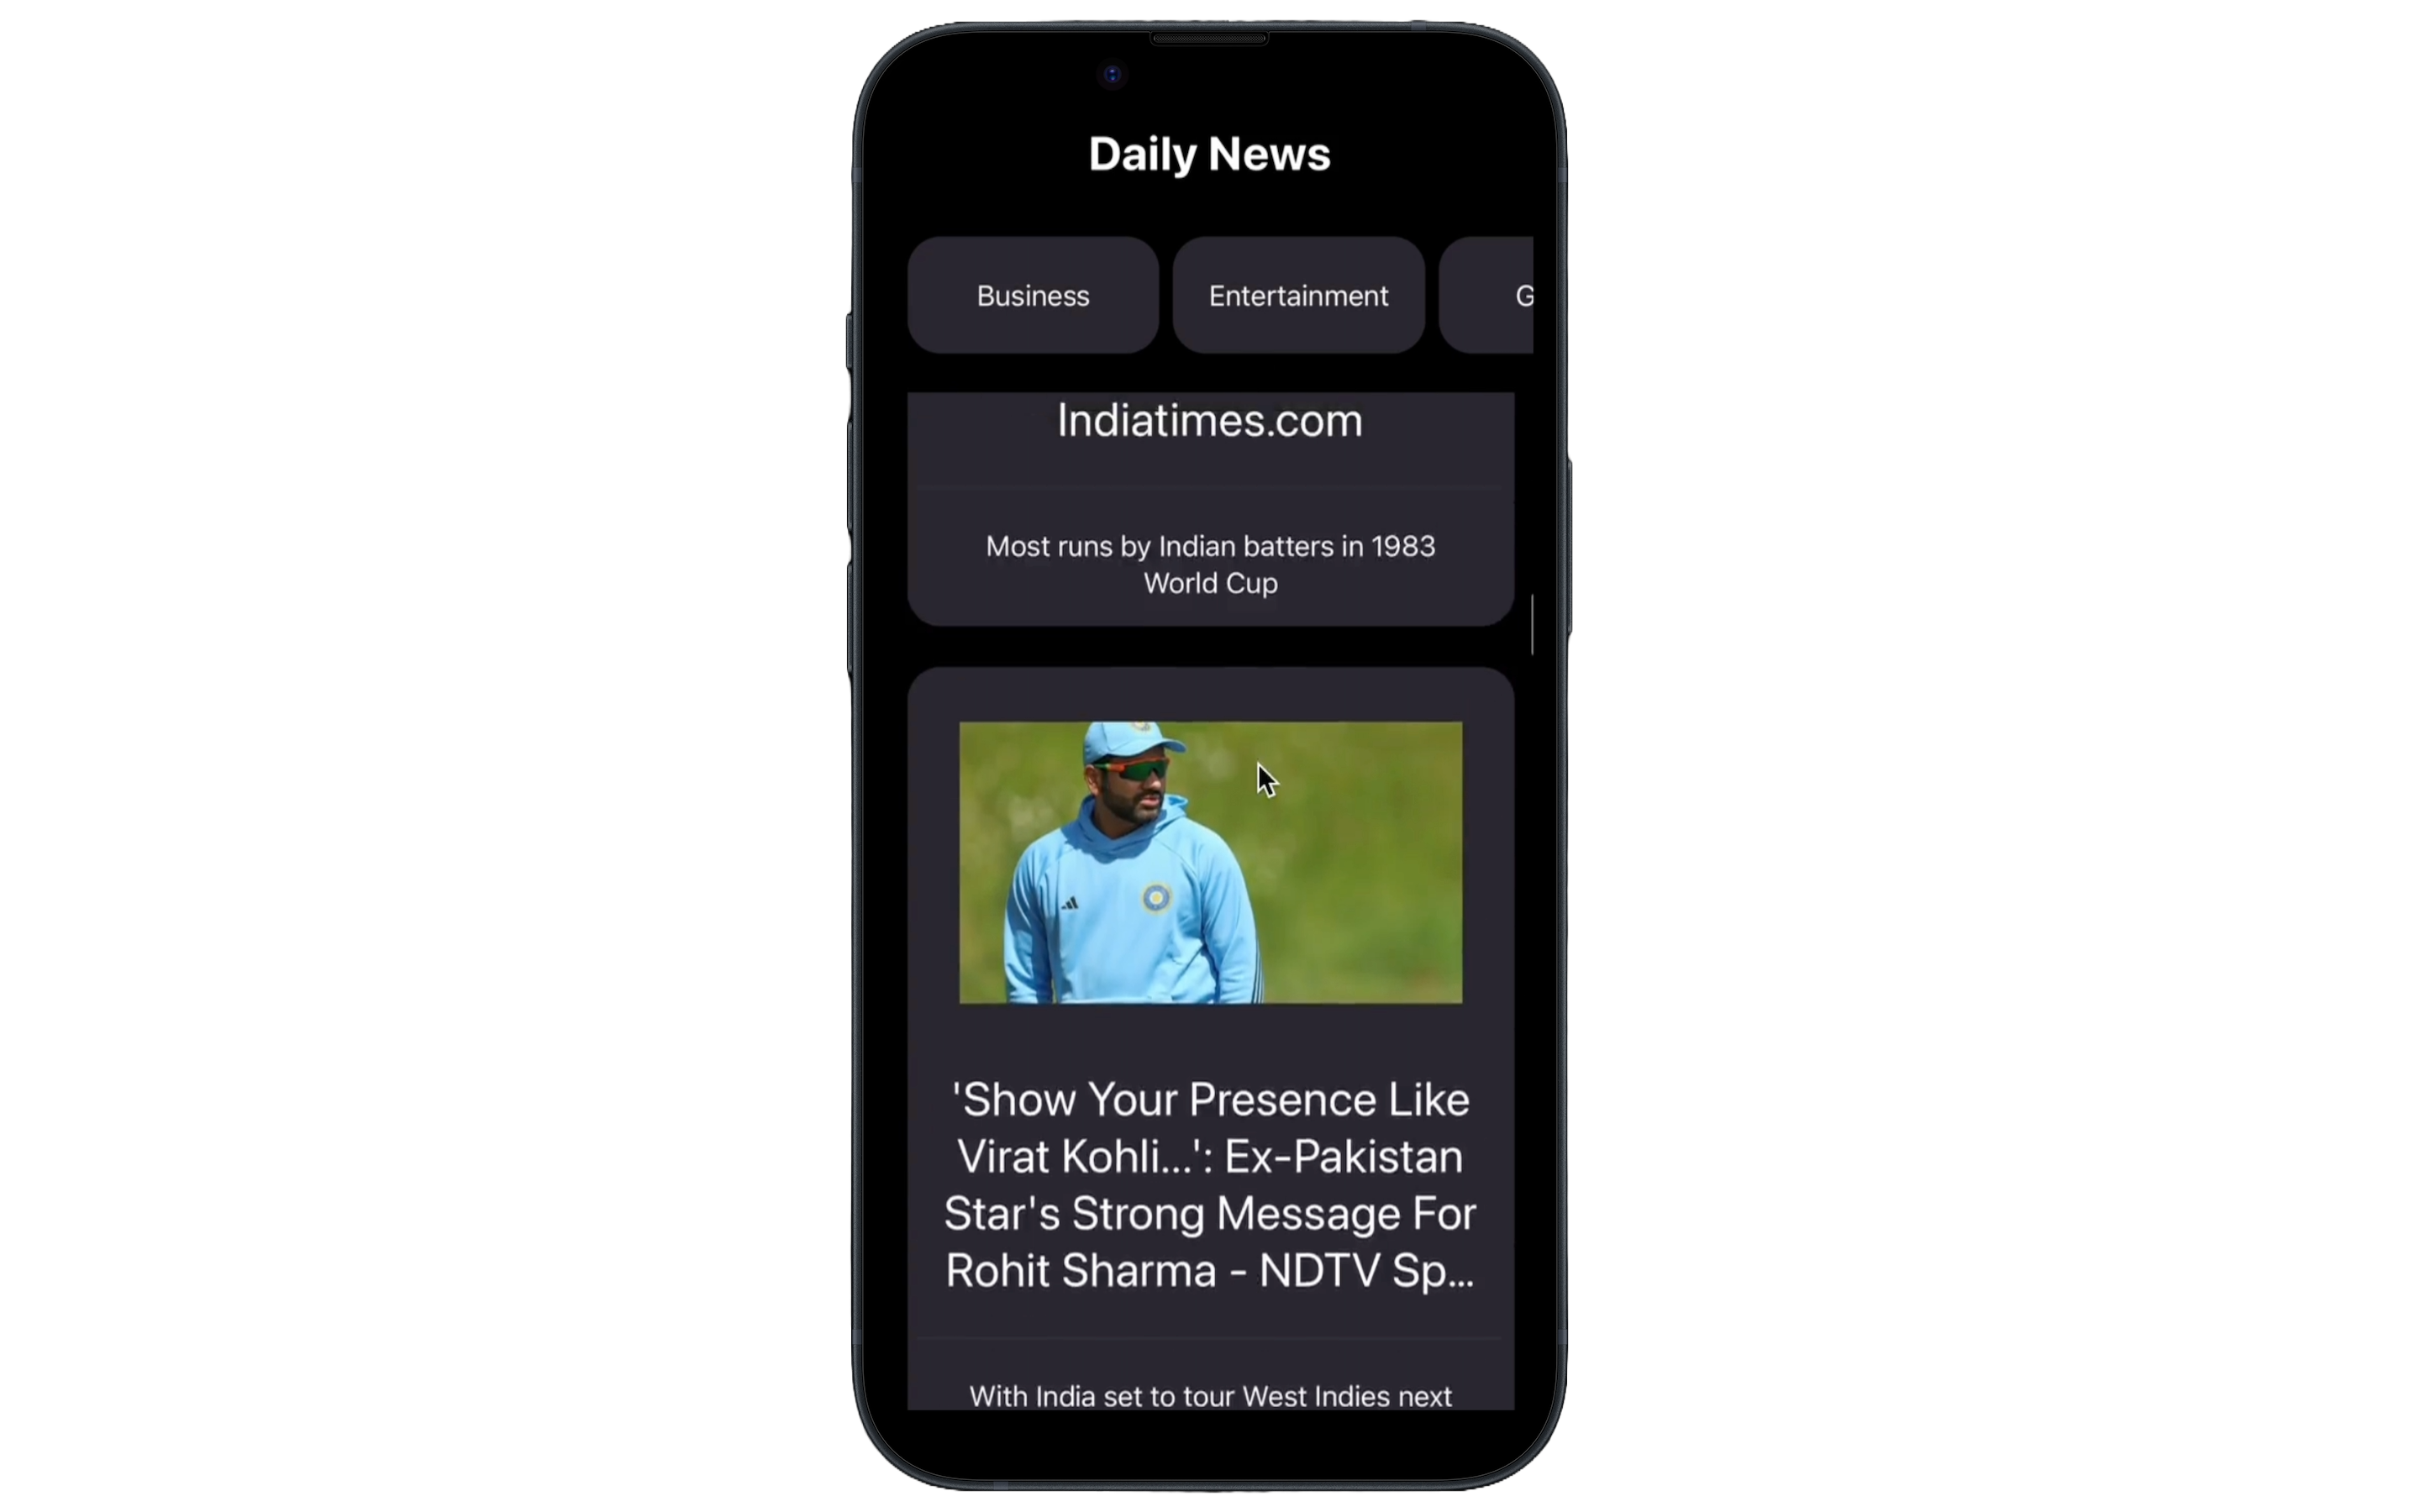 Daily News
Business
Entertainment
G
Indiatimes.com
Most runs by Indian batters in 1983
World Cup
'Show Your Presence Like
Virat Kohli...': Ex-Pakistan
Star's Strong Message For
Rohit Sharma - NDTV Sp...
With India set to tour West Indies next